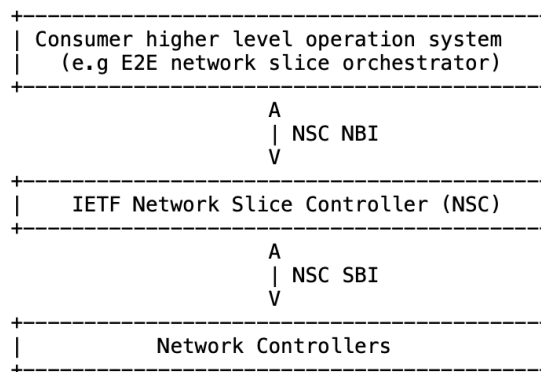 +------------------------------------------
| Consumer higher level operation system
|   (e.g E2E network slice orchestrator)
+------------------------------------------
                    A
                    | NSC NBI
                    V
+------------------------------------------
|    IETF Network Slice Controller (NSC)
+------------------------------------------
                    A
                    | NSC SBI
                    V
+------------------------------------------
|           Network Controllers
+------------------------------------------